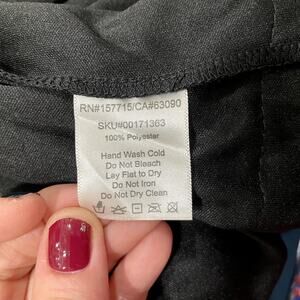 RN#157715/CA#63090
SKU#00171363
100% Polyester
Hand Wash Cold
Do Not Bleach
Lay Flat to Dry
Do Not Iron
Do Not Dry Clean